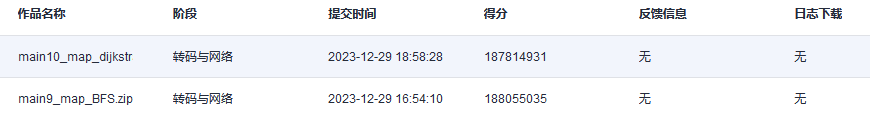 作品名称 阶段 提交时间 得分 反馈信息 日志下载
main10_map_dijkstr 转码与网络 2023-12-29 18:58:28 187814931 无 无
main9_map_BFS.zip 转码与网络 2023-12-29 16:54:10 188055035 无 无